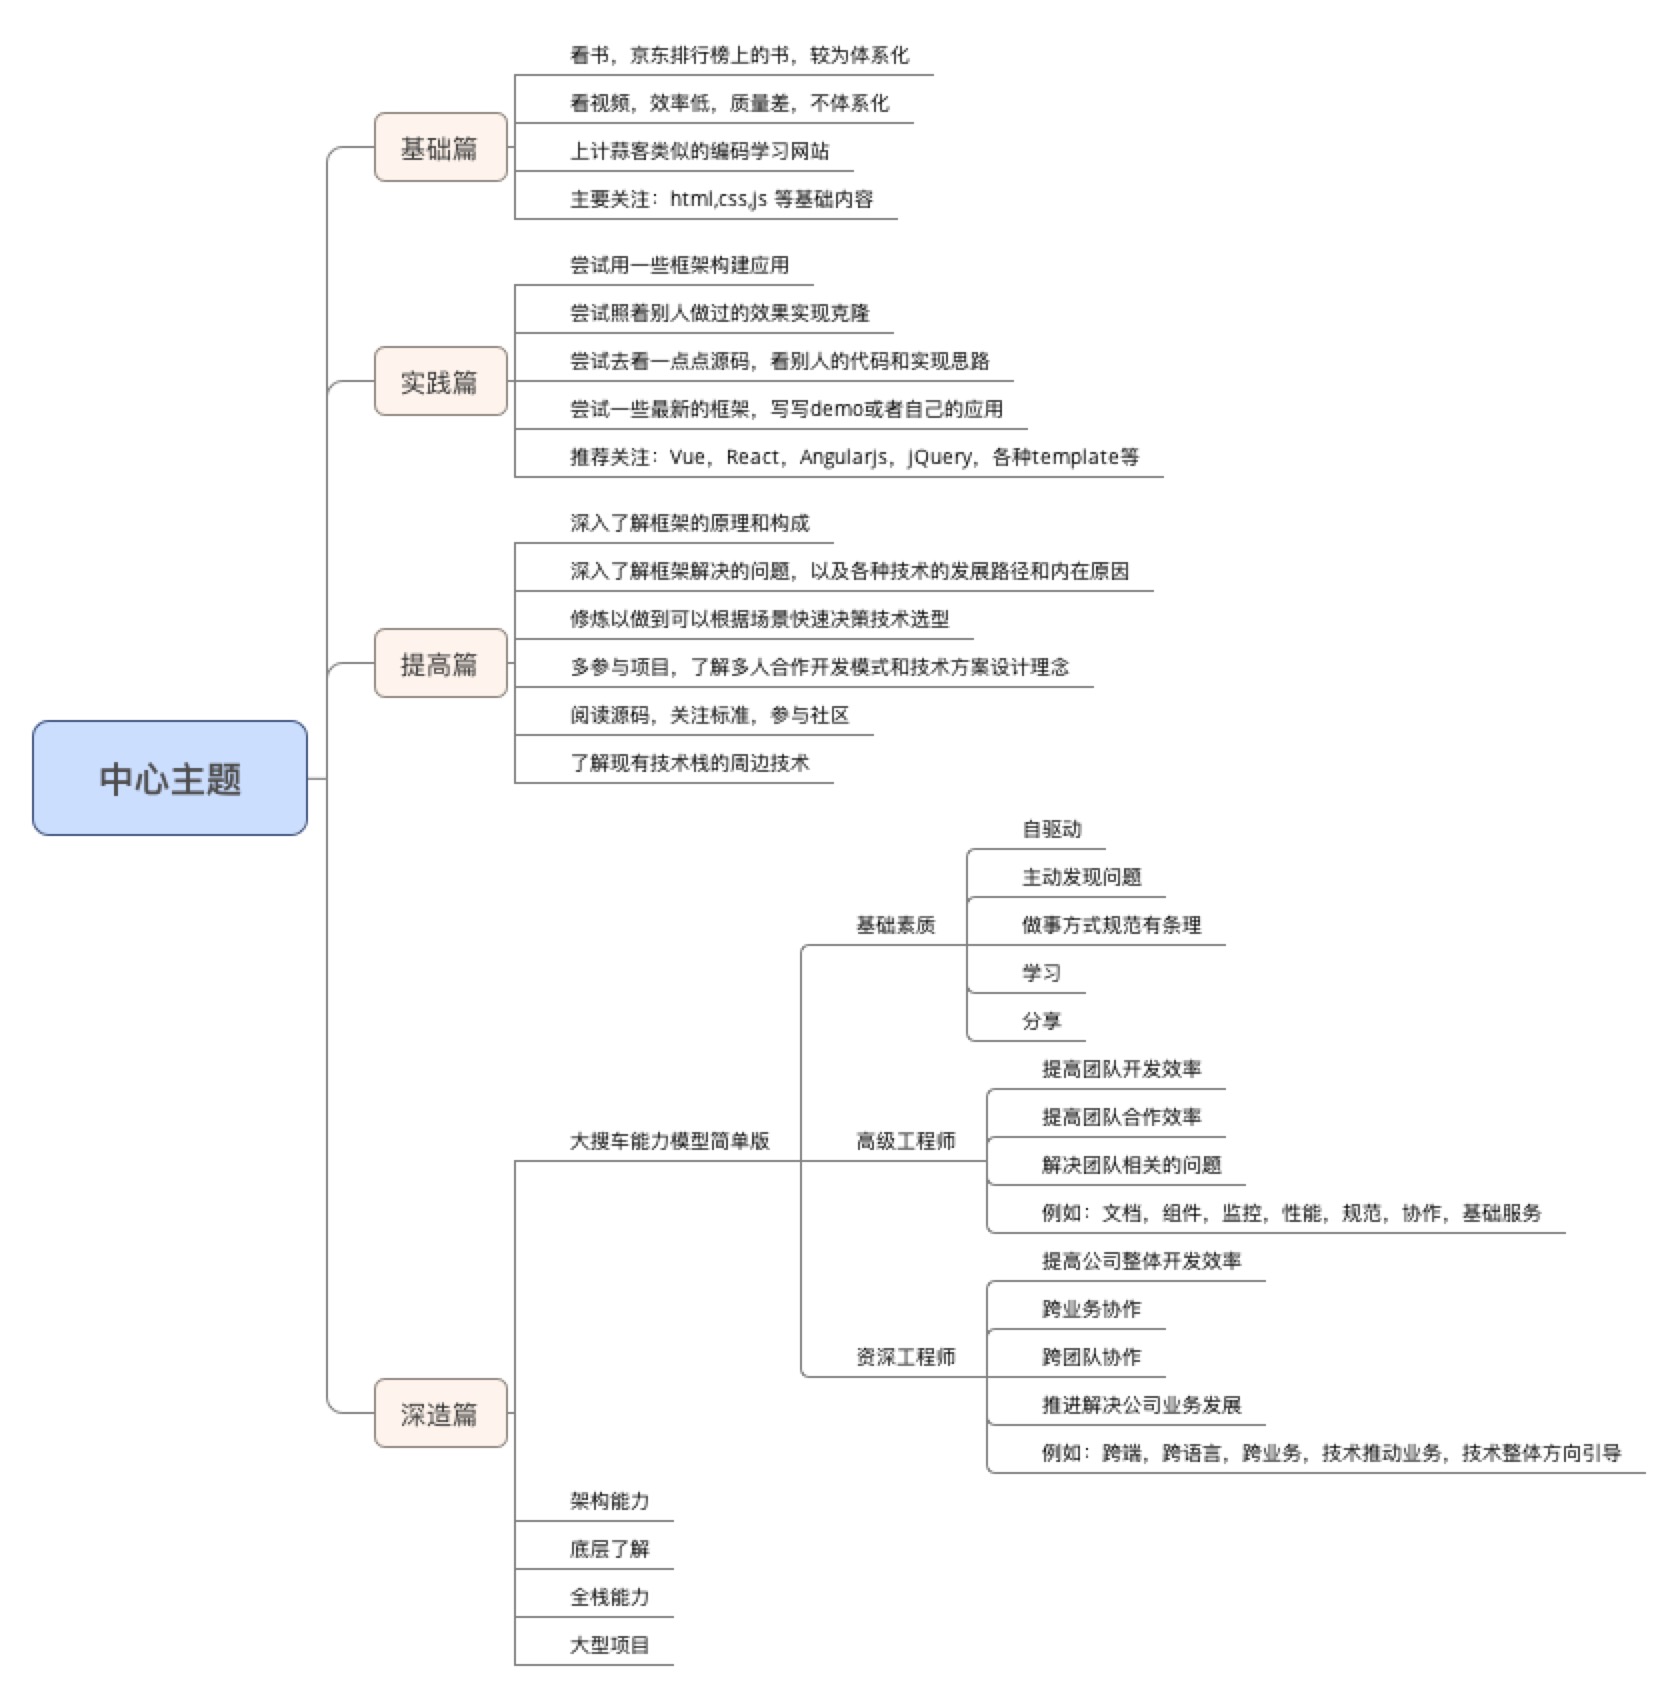 中心主题
基础篇
看书，京东排行榜上的书，较为体系化
看视频，效率低，质量差，不体系化
上计蒜客类似的编码学习网站
主要关注：html,css,js 等基础内容
实践篇
尝试用一些框架构建应用
尝试照着别人做过的效果实现克隆
尝试去看一点点源码，看别人的代码和实现思路
尝试一些最新的框架，写写demo或者自己的应用
推荐关注：Vue，React，Angularjs，jQuery，各种template等
提高篇
深入了解框架的原理和构成
深入了解框架解决的问题，以及各种技术的发展路径和内在原因
修炼以做到可以根据场景快速决策技术选型
多参与项目，了解多人合作开发模式和技术方案设计理念
阅读源码，关注标准，参与社区
了解现有技术栈的周边技术
深造篇
大搜车能力模型简单版
基础素质
自驱动
主动发现问题
做事方式规范有条理
学习
分享
高级工程师
提高团队开发效率
提高团队合作效率
解决团队相关的问题
例如：文档，组件，监控，性能，规范，协作，基础服务
资深工程师
提高公司整体开发效率
跨业务协作
跨团队协作
推进解决公司业务发展
例如：跨端，跨语言，跨业务，技术推动业务，技术整体方向引导
架构能力
底层了解
全栈能力
大型项目